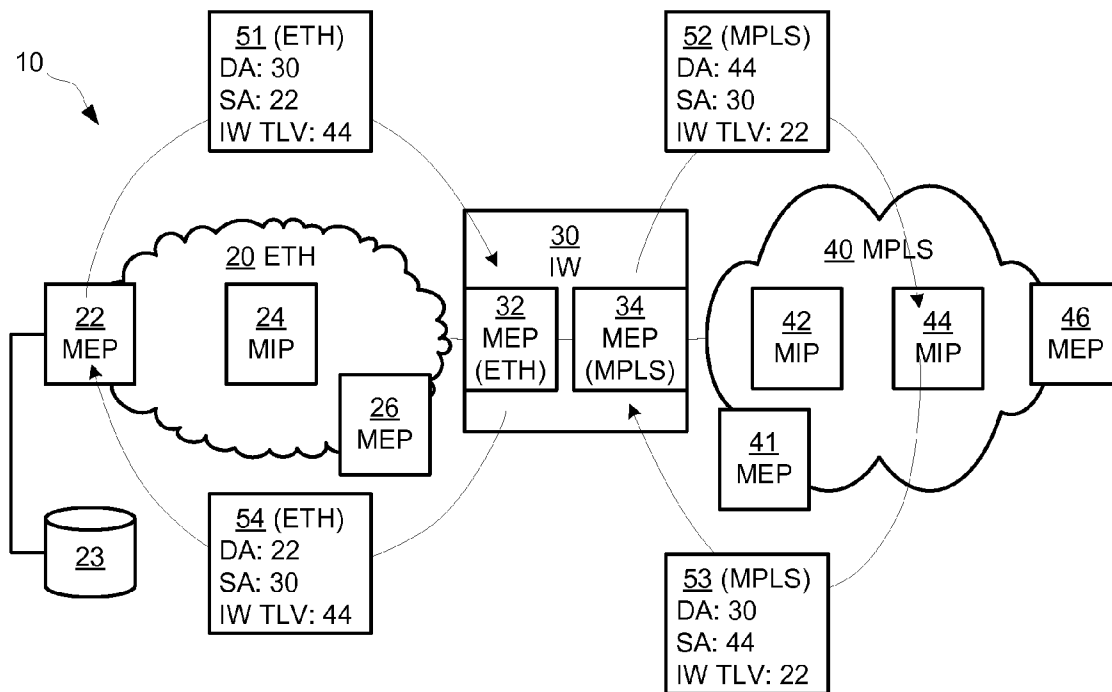 10
51 (ETH)
DA: 30
SA: 22
IW TLV: 44
52 (MPLS)
DA: 44
SA: 30
IW TLV: 22
20 ETH
22
MEP
24
MIP
26
MEP
23
30
IW
32
MEP
(ETH)
34
MEP
(MPLS)
40 MPLS
42
MIP
44
MIP
46
MEP
41
MEP
54 (ETH)
DA: 22
SA: 30
IW TLV: 44
53 (MPLS)
DA: 30
SA: 44
IW TLV: 22